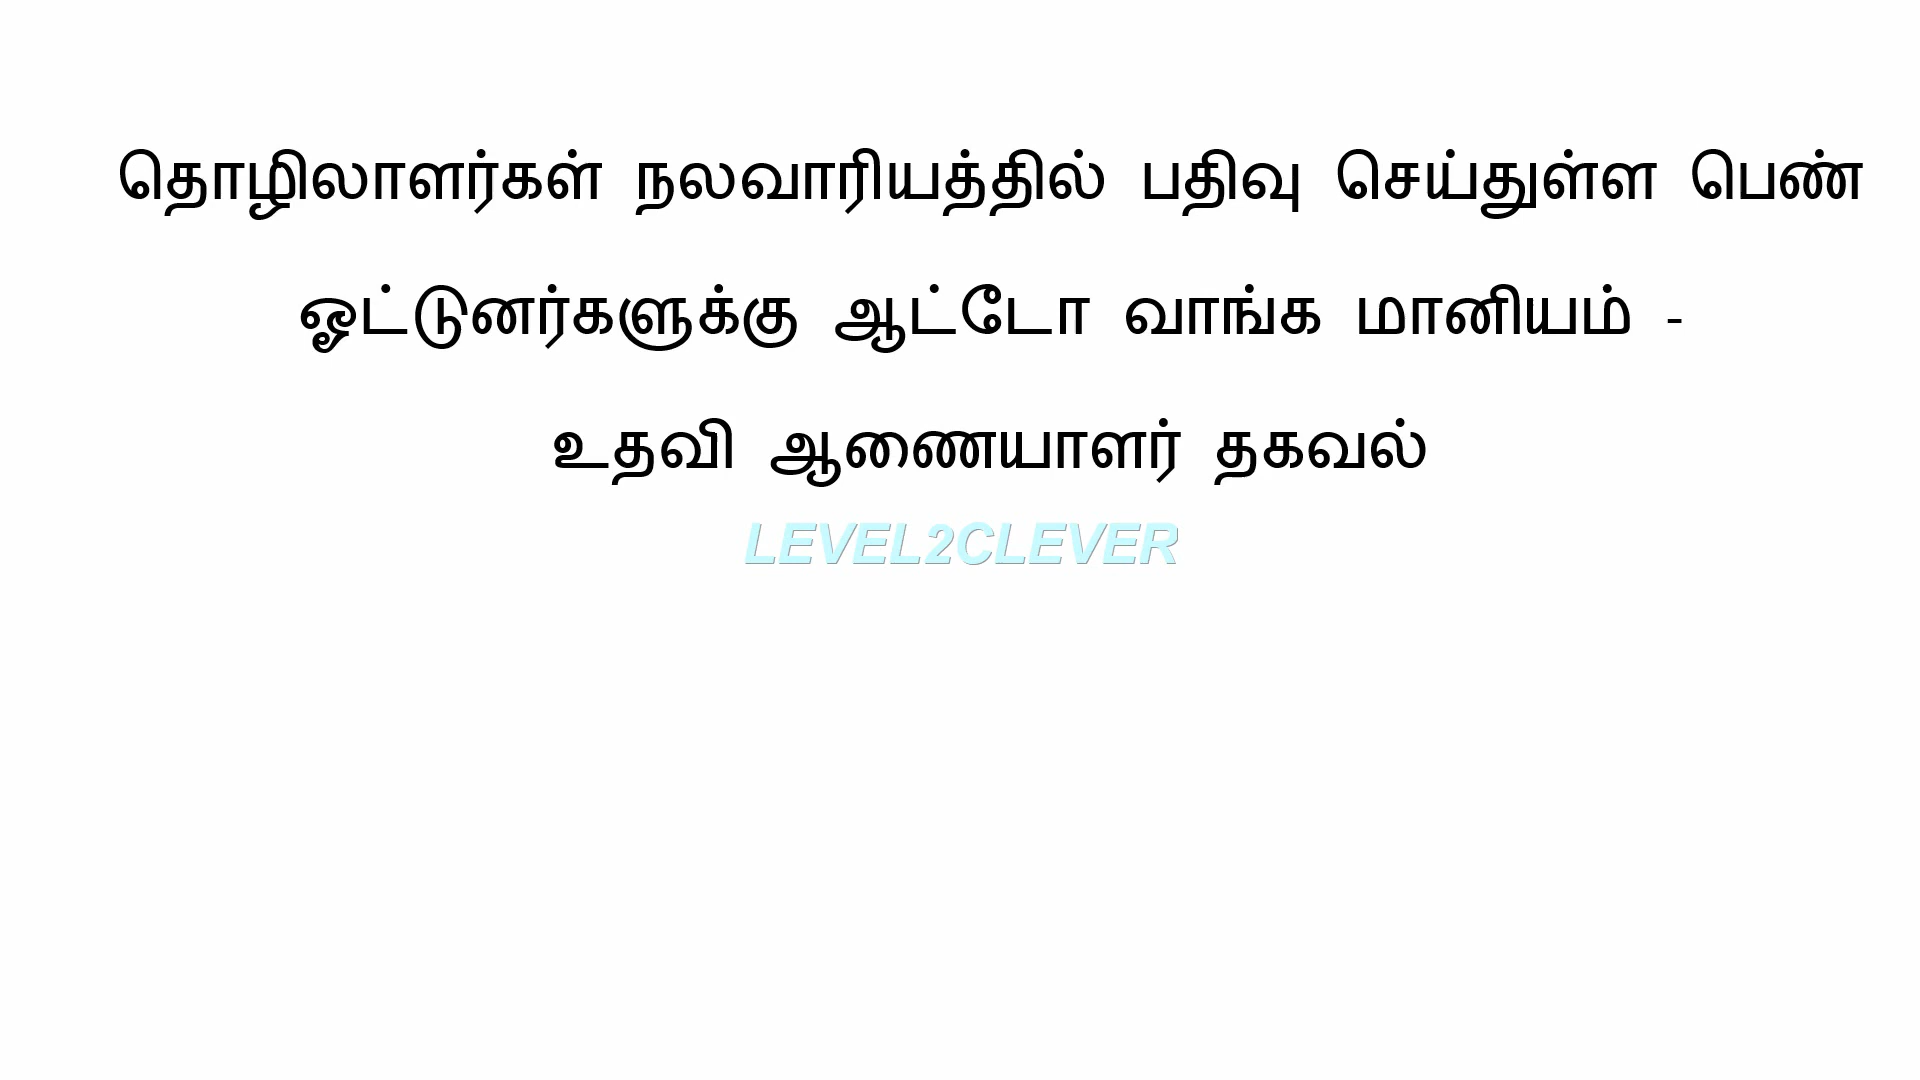 தொழிலாளர்கள் நலவாரியத்தில் பதிவு செய்துள்ள பெண்
ஓட்டுனர்களுக்கு ஆட்டோ வாங்க மானியம் -
உதவி ஆணையாளர் தகவல்
LEVEL2CLEVER